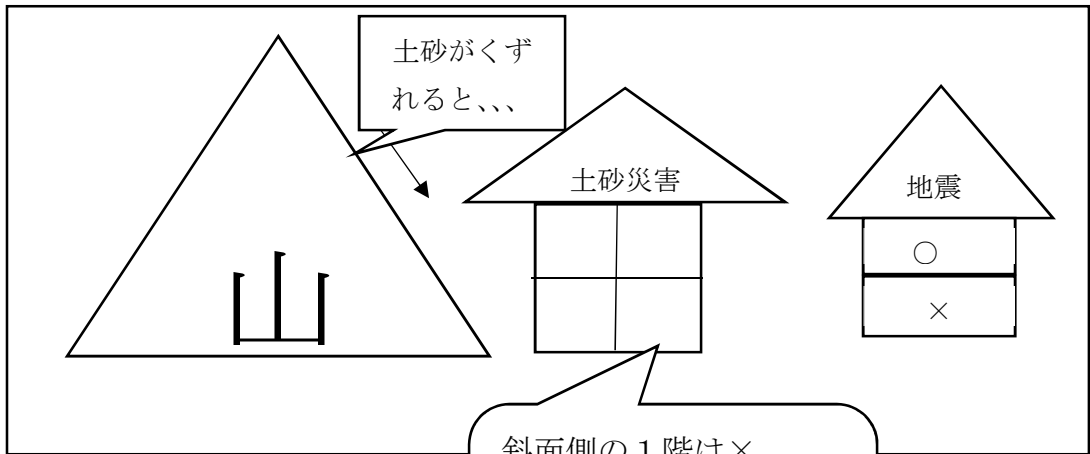 土砂がくず
れると、、、
土砂災害
地震
○
×
山
斜面側の１階は×